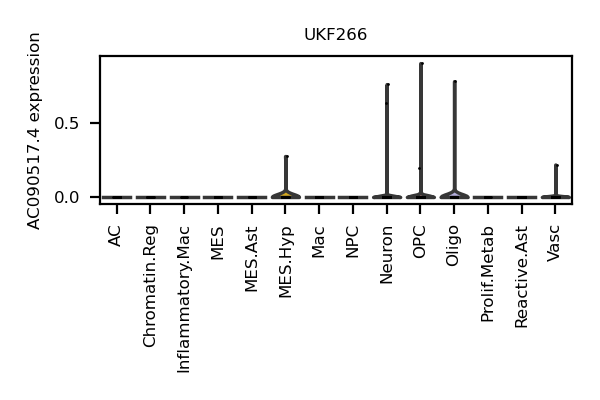 UKF266
AC090517.4 expression
0.5
0.0
AC
Chromatin.Reg
Inflammatory.Mac
MES
MES.Ast
MES.Hyp
Mac
NPC
Neuron
OPC
Oligo
Prolif.Metab
Reactive.Ast
Vasc